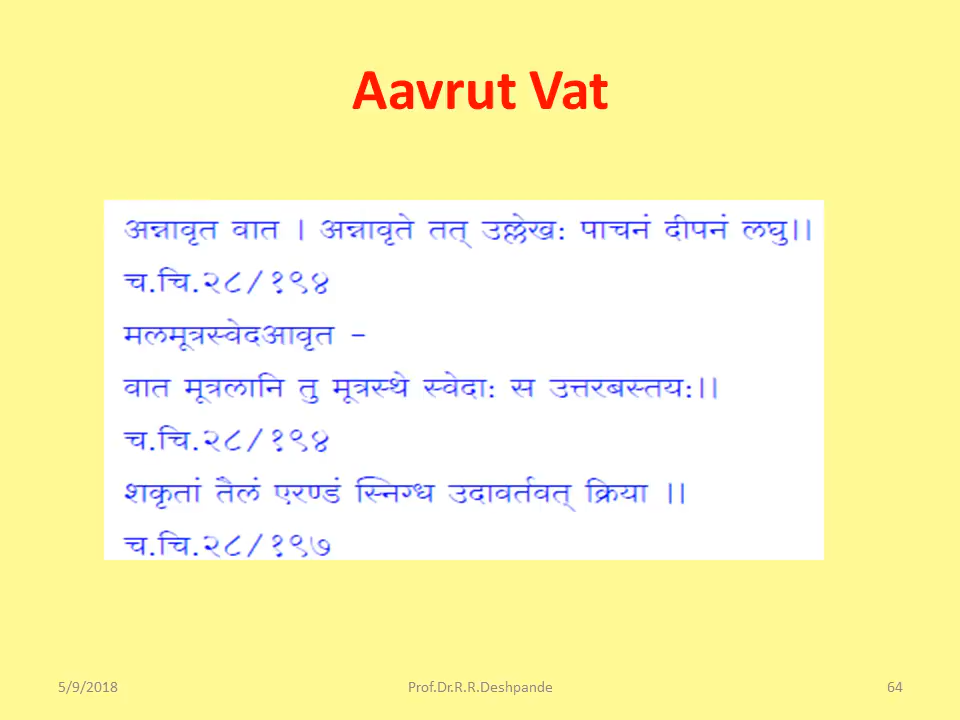 Aavrut Vat
अन्नावृत वात । अन्नावृते तत् उल्लेखः पाचनं दीपनं लघु।।
च.चि.२८/१९४
मलमूत्रस्वेदआवृत –
वात मूत्रलानि तु मूत्रस्थे स्वेदाः स उत्तरबस्तयः।।
च.चि.२८/१९४
शकृतां तैलं एरण्डं स्निग्ध उदावर्तवत् क्रिया ।।
च.चि.२८/१९७
5/9/2018
Prof.Dr.R.R.Deshpande
64